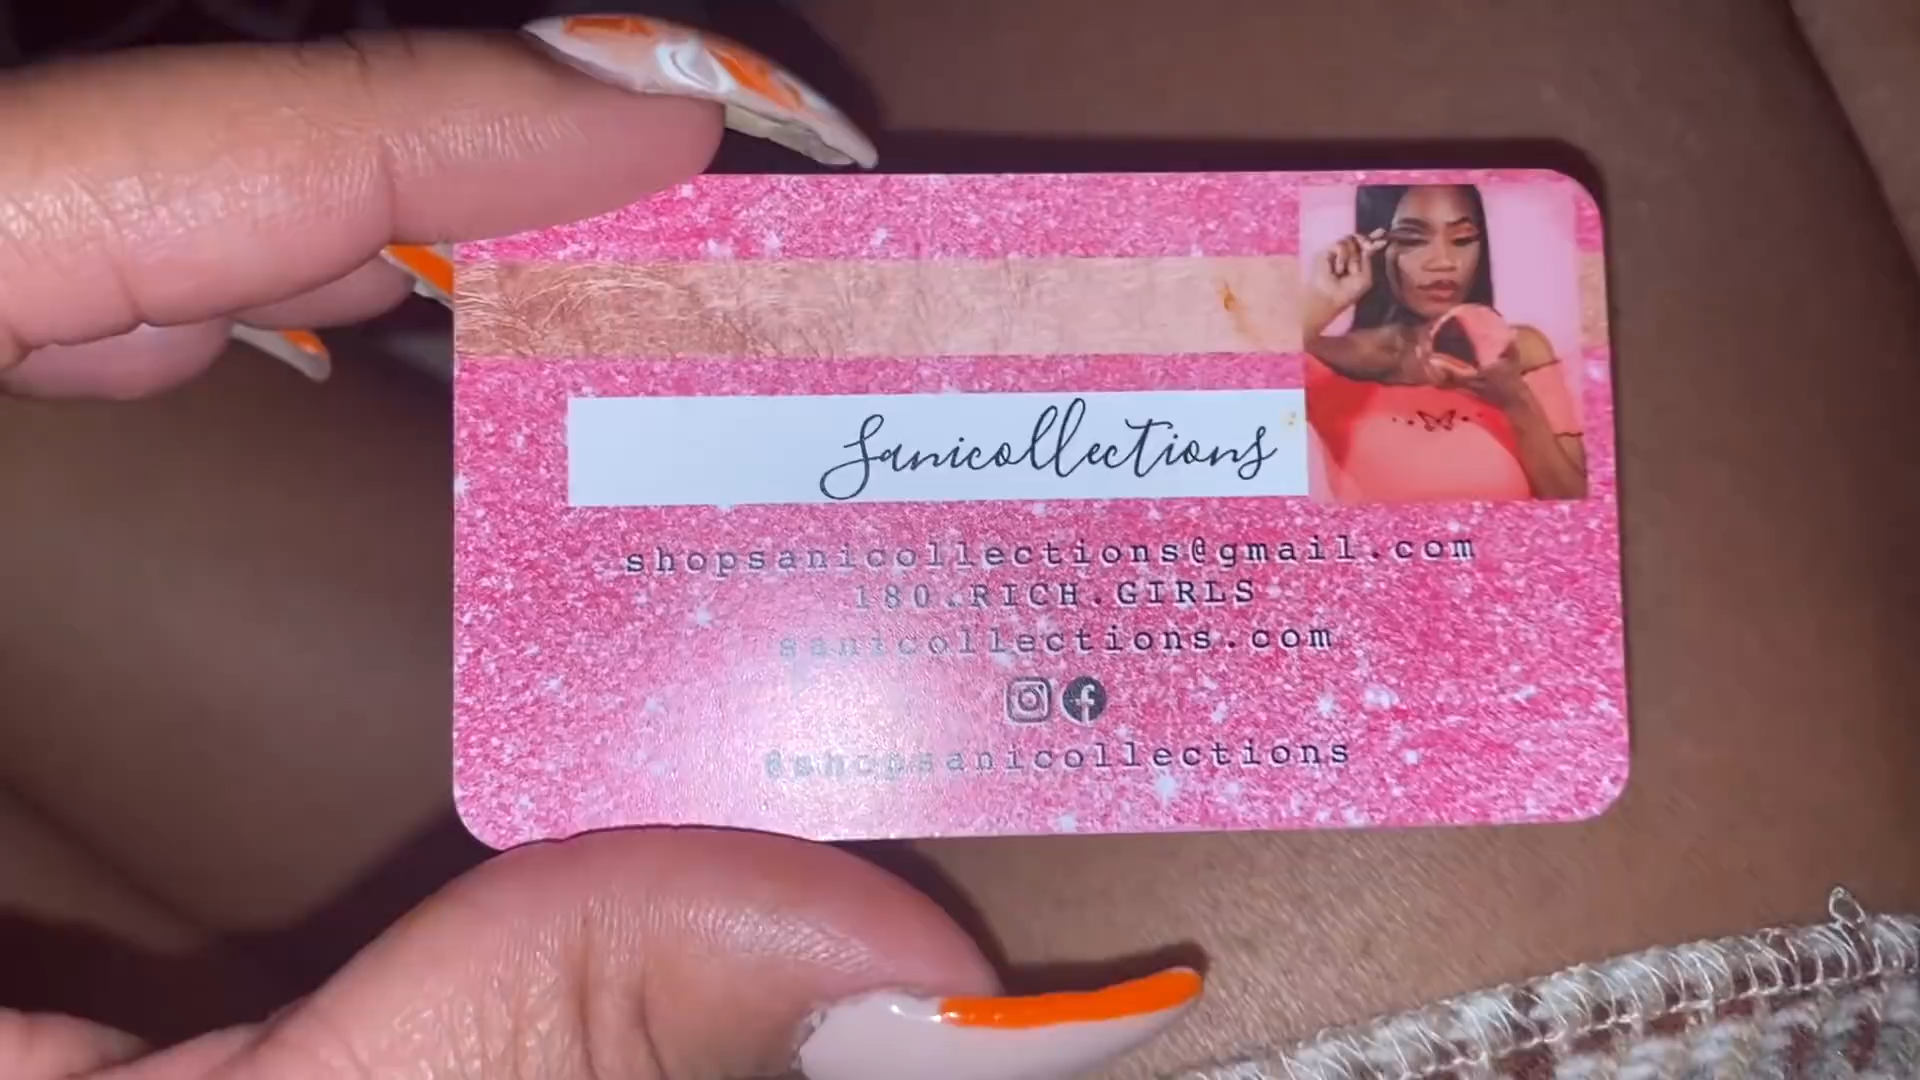 Sanicollections
shopsanicollections@gmail.com
180.RICH.GIRLS
sanicollections.com
@shopsanicollections